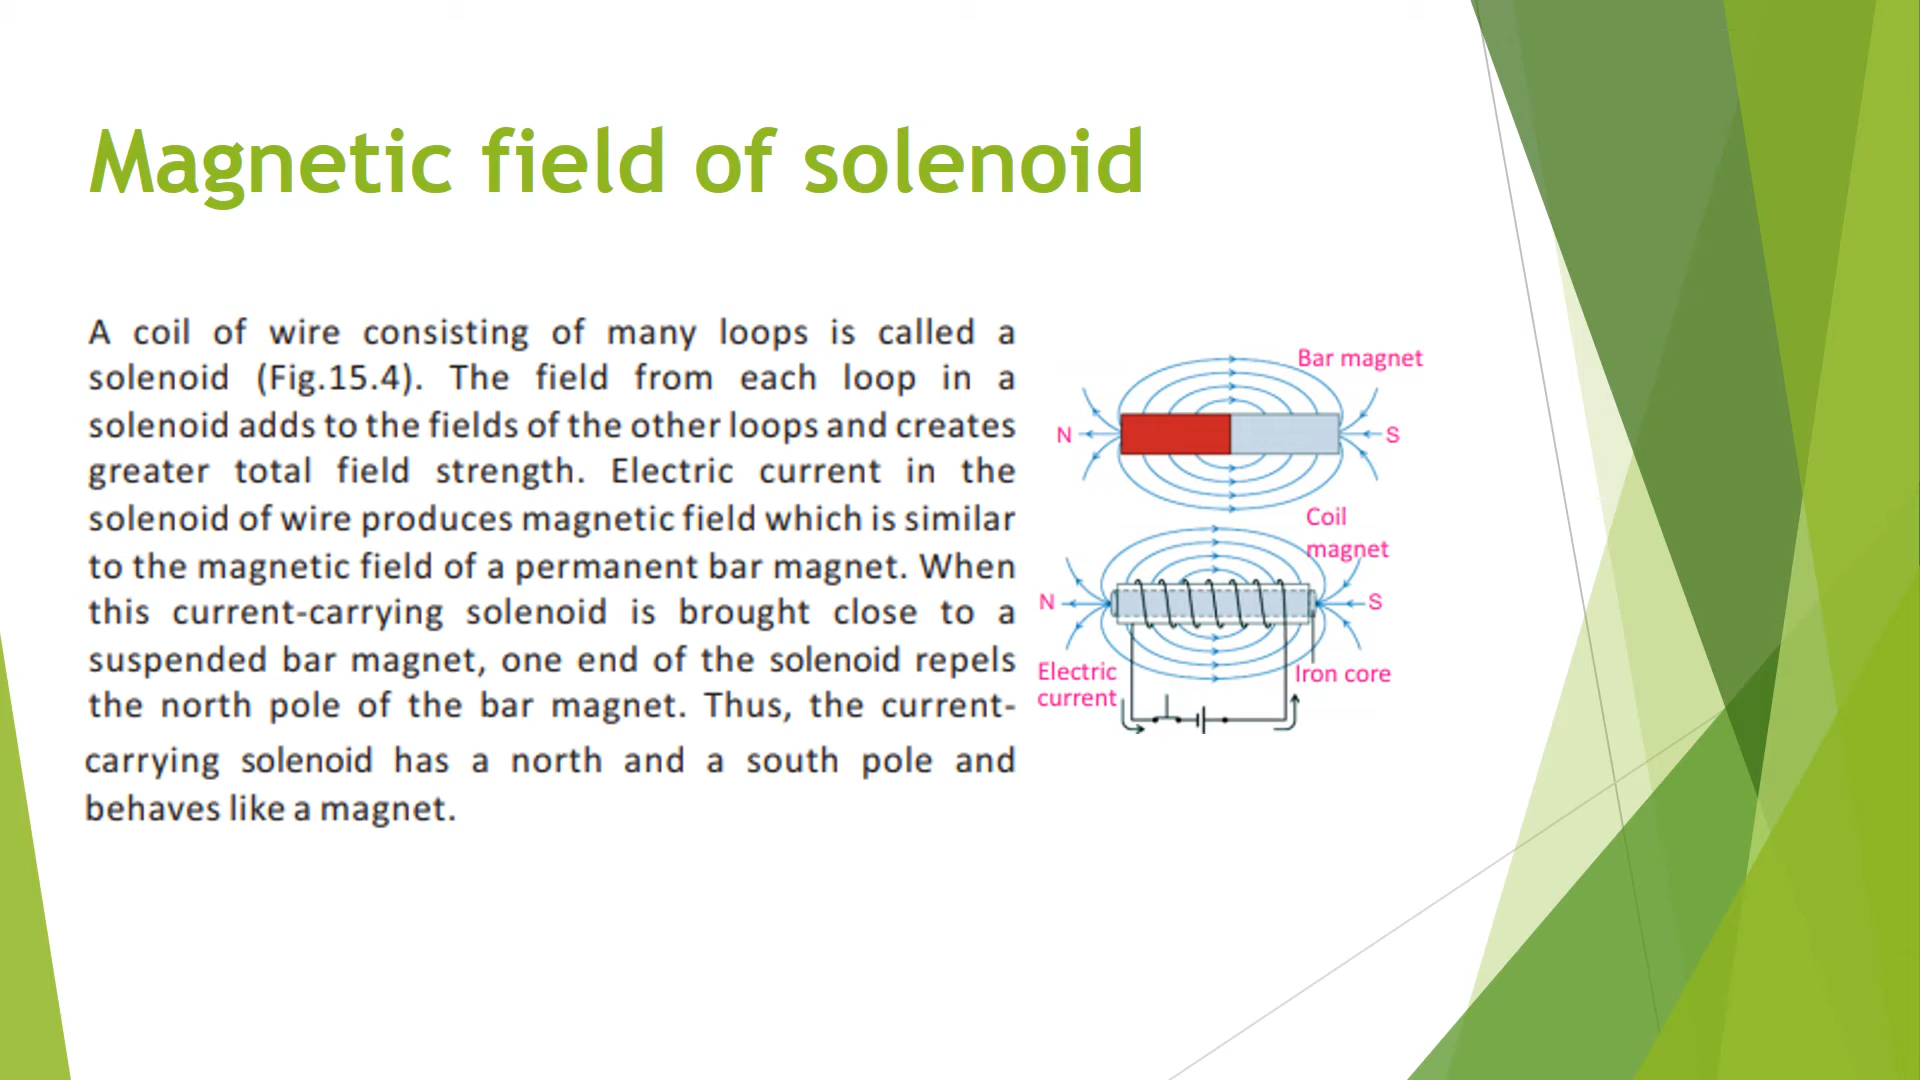 Magnetic field of solenoid
A coil of wire consisting of many loops is called a
solenoid (Fig.15.4). The field from each loop in a
solenoid adds to the fields of the other loops and creates
greater total field strength. Electric current in the
solenoid of wire produces magnetic field which is similar
to the magnetic field of a permanent bar magnet. When
this current-carrying solenoid is brought close to a
suspended bar magnet, one end of the solenoid repels
the north pole of the bar magnet. Thus, the current-
carrying solenoid has a north and a south pole and
behaves like a magnet.
Bar magnet
N
S
Coil
magnet
N
S
Electric
current
Iron core